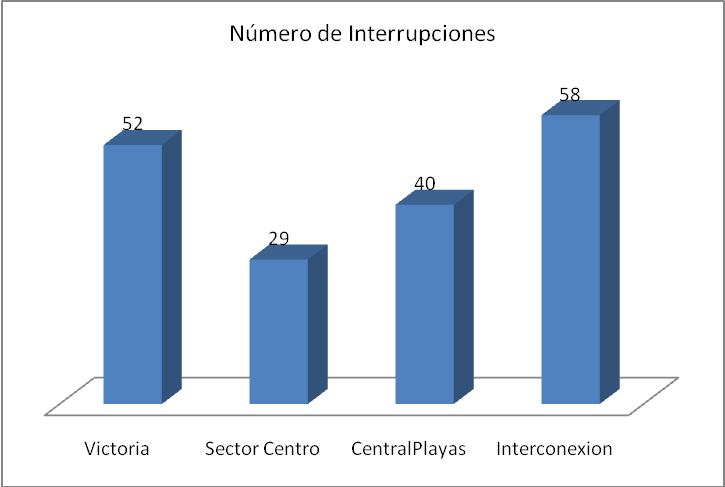 Número de Interrupciones
58
52
40
29
Victoria Sector Centro CentralPlayas Interconexion